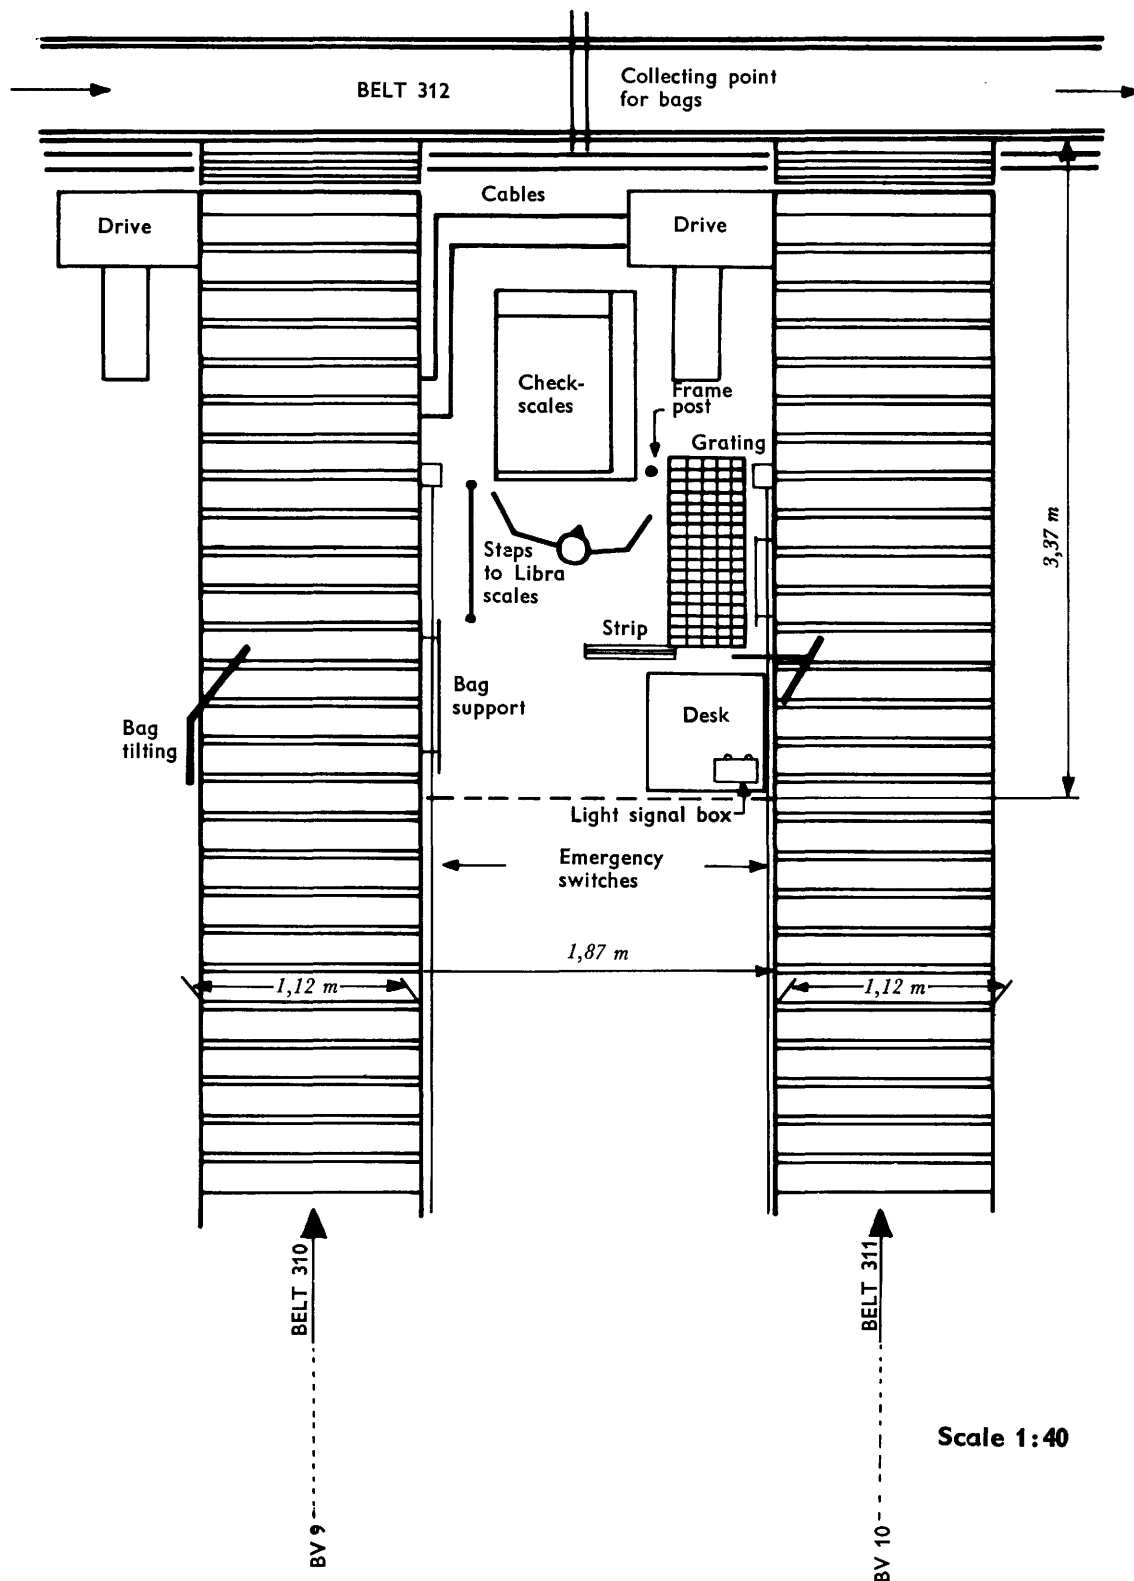 BELT 312
Collecting point
for bags
Cables
Drive
Drive
Check-
scales
Frame
post
Grating
3,37 m
Steps
to Libra
scales
Strip
Bag
support
Desk
Bag
tilting
Light signal box
Emergency
switches
1,87 m
1,12 m
1,12 m
BELT 310
BELT 311
Scale 1:40
BV 9
BV 10